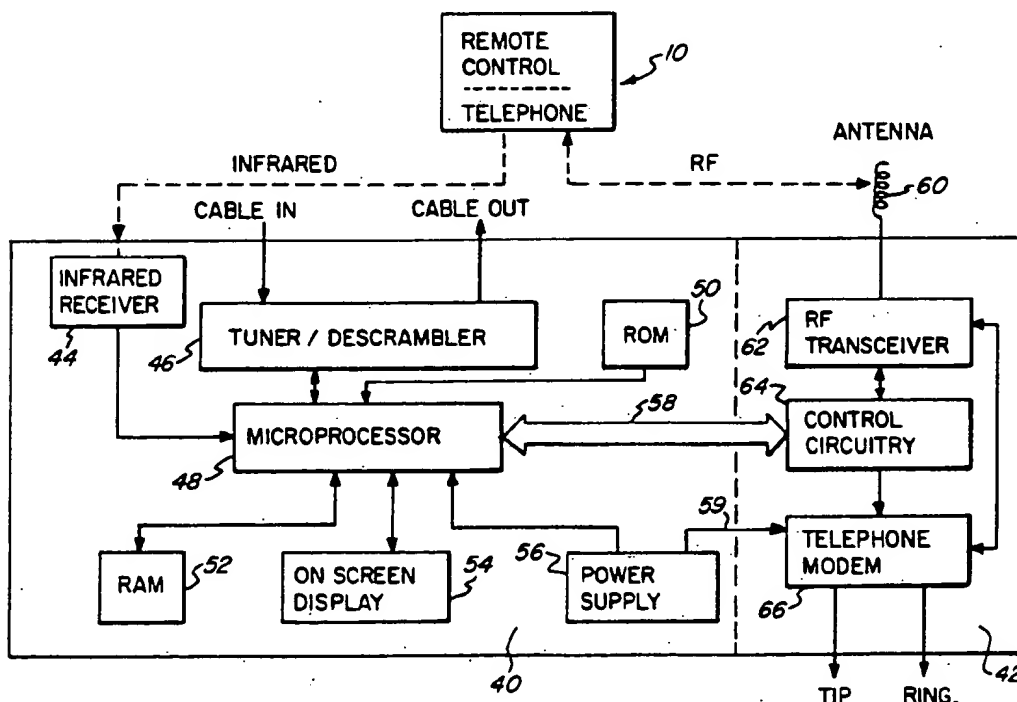 REMOTE
CONTROL
TELEPHONE
10
ANTENNA
INFRARED
RF
60
CABLE IN
CABLE OUT
INFRARED
RECEIVER
44
TUNER / DESCRAMBLER
46
ROM
50
RF
TRANSCEIVER
62
MICROPROCESSOR
48
58
CONTROL
CIRCUITRY
64
RAM
52
ON SCREEN
DISPLAY
54
POWER
SUPPLY
56
59
TELEPHONE
MODEM
66
40
42
TIP
RING.